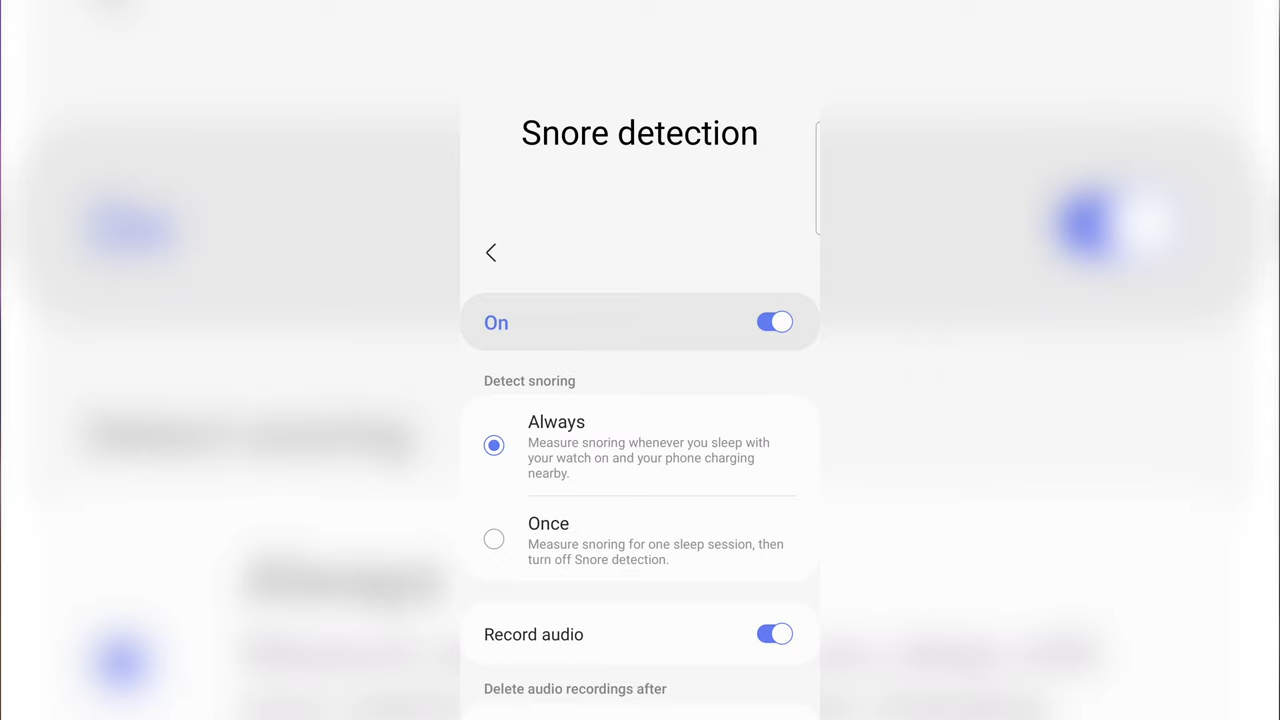 Snore detection
On
Detect snoring
Always
Measure snoring whenever you sleep with
your watch on and your phone charging
nearby.
Once
Measure snoring for one sleep session, then
turn off Snore detection.
Record audio
Delete audio recordings after